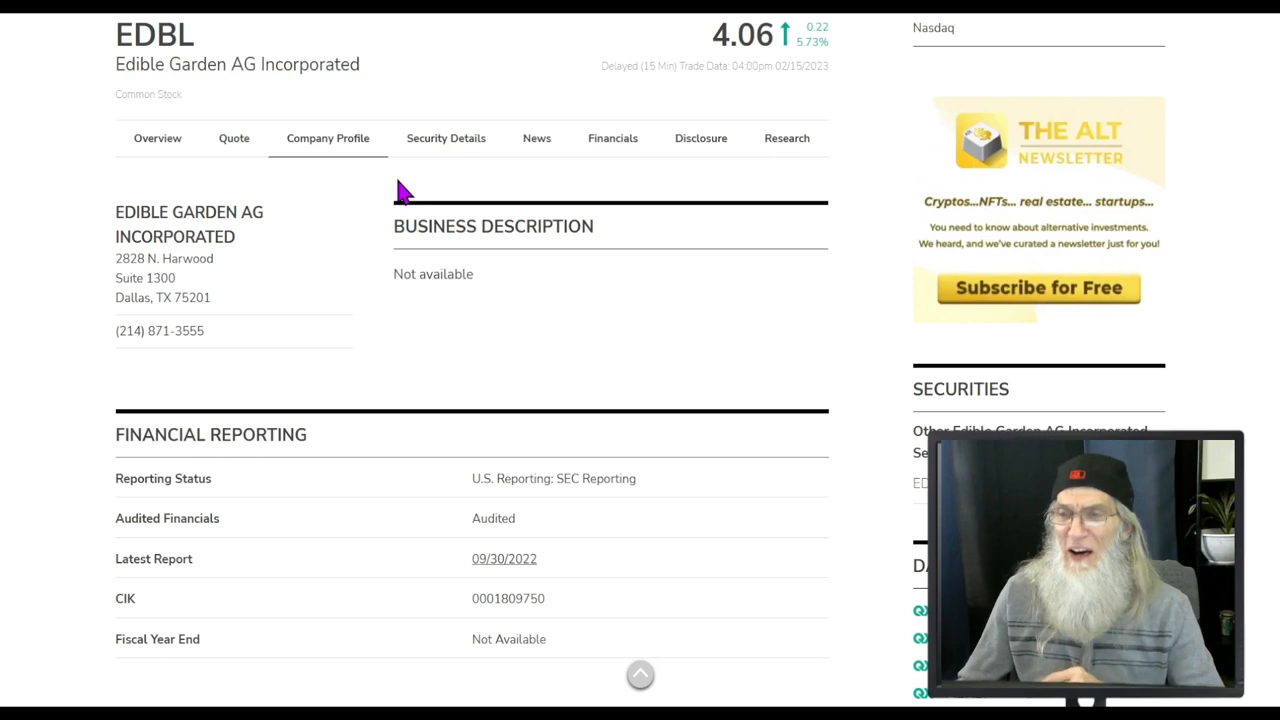 EDBL
Edible Garden AG Incorporated
Common Stock
4.06
0.22
5.73%
Delayed (15 Min) Trade Data: 04:00pm 02/15/2023
Overview
Quote
Company Profile
Security Details
News
Financials
Disclosure
Research
EDIBLE GARDEN AG
INCORPORATED
2828 N. Harwood
Suite 1300
Dallas, TX 75201
(214) 871-3555
BUSINESS DESCRIPTION
Not available
FINANCIAL REPORTING
Reporting Status
U.S. Reporting: SEC Reporting
Audited Financials
Audited
Latest Report
09/30/2022
CIK
0001809750
Fiscal Year End
Not Available
Nasdaq
THE ALT
NEWSLETTER
Cryptos...NFTs... real estate... startups...
You need to know about alternative investments.
We heard, and we've curated a newsletter just for you!
Subscribe for Free
SECURITIES
Other Edible Garden AG Incorporated